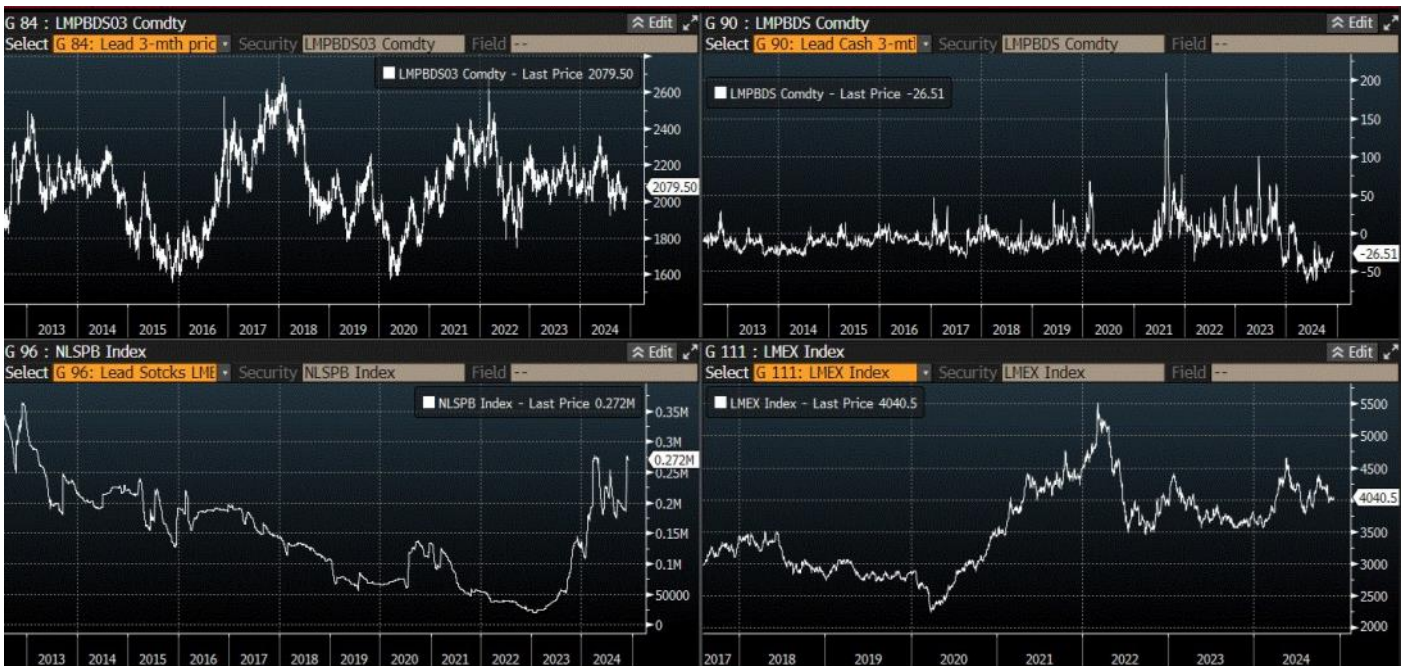 G 84 : LMPBDS03 Comdty
Edit
Select G 84: Lead 3-mth pric Security LMPBDS03 Comdty Field --
LMPBDS03 Comdty - Last Price 2079.50
2600
2400
2200
2079.50
2000
1800
1600
2013 2014 2015 2016 2017 2018 2019 2020 2021 2022 2023 2024
G 90 : LMPBDS Comdty
Edit
Select G 90: Lead Cash 3-mtl Security LMPBDS Comdty Field --
LMPBDS Comdty - Last Price -26.51
200
150
100
50
0
-26.51
-50
2013 2014 2015 2016 2017 2018 2019 2020 2021 2022 2023 2024
G 96 : NLSPB Index
Edit
Select G 96: Lead Sotcks LME Security NLSPB Index Field --
NLSPB Index - Last Price 0.272M
0.35M
0.3M
0.272M
0.25M
0.2M
0.15M
0.1M
50000
0
2013 2014 2015 2016 2017 2018 2019 2020 2021 2022 2023 2024
G 111 : LMEX Index
Edit
Select G 111: LMEX Index Security LMEX Index Field --
LMEX Index - Last Price 4040.5
5500
5000
4500
4040.5
3500
3000
2500
2000
2017 2018 2019 2020 2021 2022 2023 2024